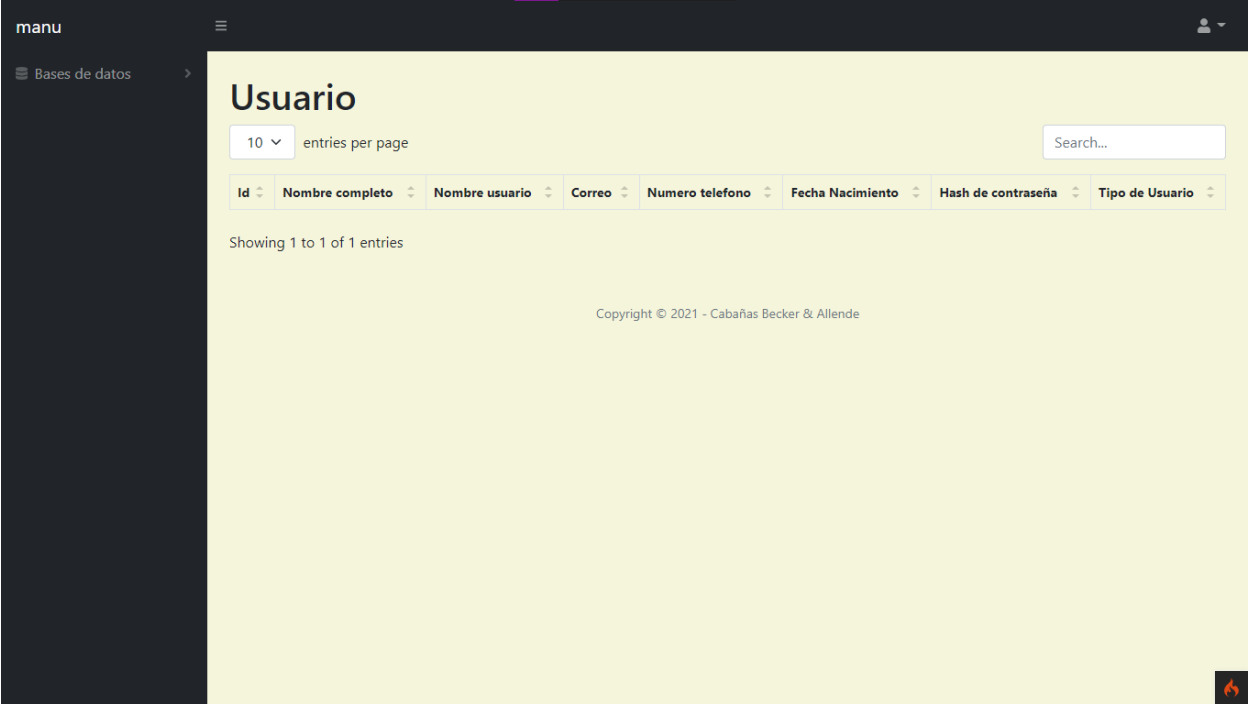 manu
Bases de datos
Usuario
10 entries per page
Search...
Id Nombre completo Nombre usuario Correo Numero telefono Fecha Nacimiento Hash de contraseña Tipo de Usuario
Showing 1 to 1 of 1 entries
Copyright © 2021 - Cabañas Becker & Allende